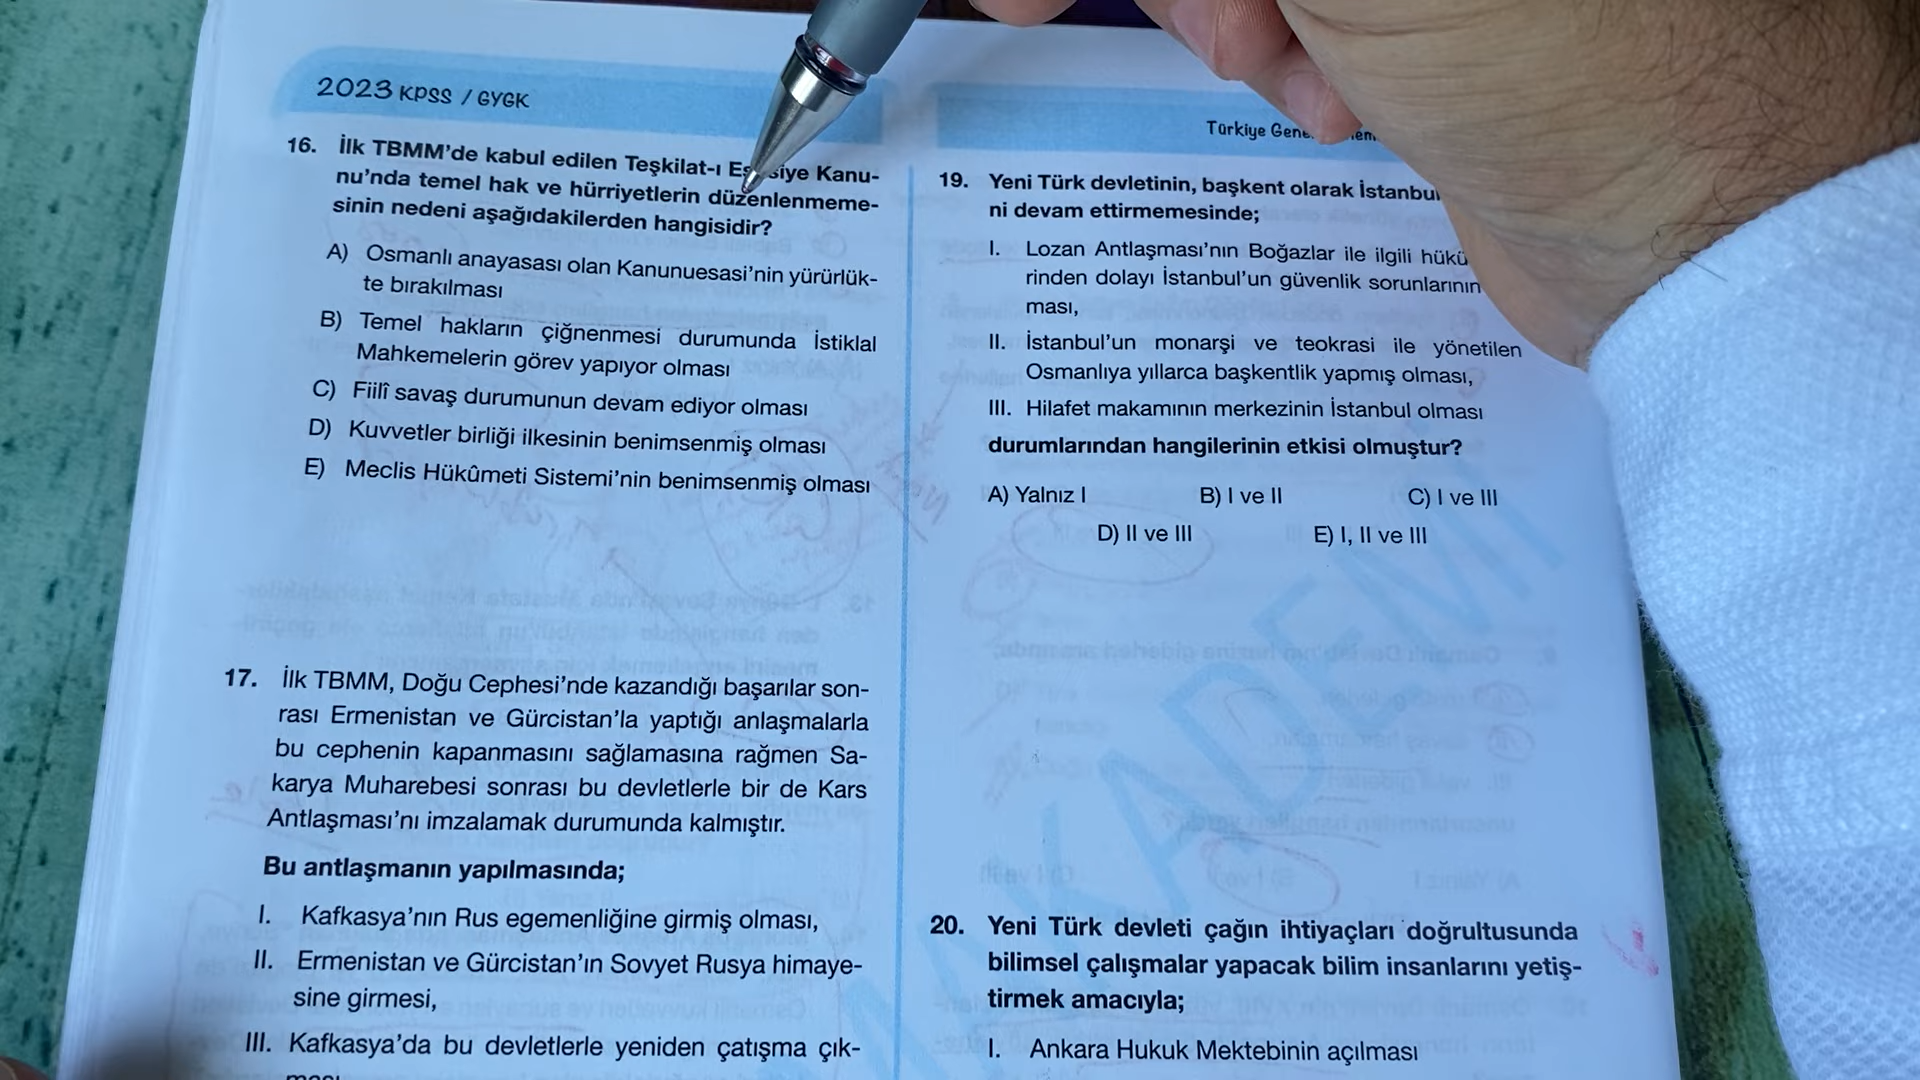 2023 KPSS / GYGK
16. İlk TBMM'de kabul edilen Teşkilat-ı Kanu-
nu'nda temel hak ve hürriyetlerin düzenlenmeme-
sinin nedeni aşağıdakilerden hangisidir?
A) Osmanlı anayasası olan Kanunuesasi'nin yürürlük-
te bırakılması
B) Temel hakların çiğnenmesi durumunda İstiklal
Mahkemelerin görev yapıyor olması
C) Fiilî savaş durumunun devam ediyor olması
D) Kuvvetler birliği ilkesinin benimsenmiş olması
E) Meclis Hükûmeti Sistemi'nin benimsenmiş olması
17. İlk TBMM, Doğu Cephesi'nde kazandığı başarılar son-
rası Ermenistan ve Gürcistan'la yaptığı anlaşmalarla
bu cephenin kapanmasını sağlamasına rağmen Sa-
karya Muharebesi sonrası bu devletlerle bir de Kars
Antlaşması'nı imzalamak durumunda kalmıştır.
Bu antlaşmanın yapılmasında;
I. Kafkasya'nın Rus egemenliğine girmiş olması,
II. Ermenistan ve Gürcistan'ın Sovyet Rusya himaye-
sine girmesi,
III. Kafkasya'da bu devletlerle yeniden çatışma çık-
Türkiye
19. Yeni Türk devletinin, başkent olarak
ni devam ettirmemesinde;
I. Lozan Antlaşması'nın Boğazlar ile ilgili
rinden dolayı İstanbul'un güvenlik sorunlarının
ması,
II. İstanbul'un monarşi ve teokrasi ile yönetilen
Osmanlıya yıllarca başkentlik yapmış olması,
III. Hilafet makamının merkezinin İstanbul olması
durumlarından hangilerinin etkisi olmuştur?
A) Yalnız I B) I ve II C) I ve III
D) II ve III E) I, II ve III
20. Yeni Türk devleti çağın ihtiyaçları doğrultusunda
bilimsel çalışmalar yapacak bilim insanlarını yetiş-
tirmek amacıyla;
I. Ankara Hukuk Mektebinin açılması